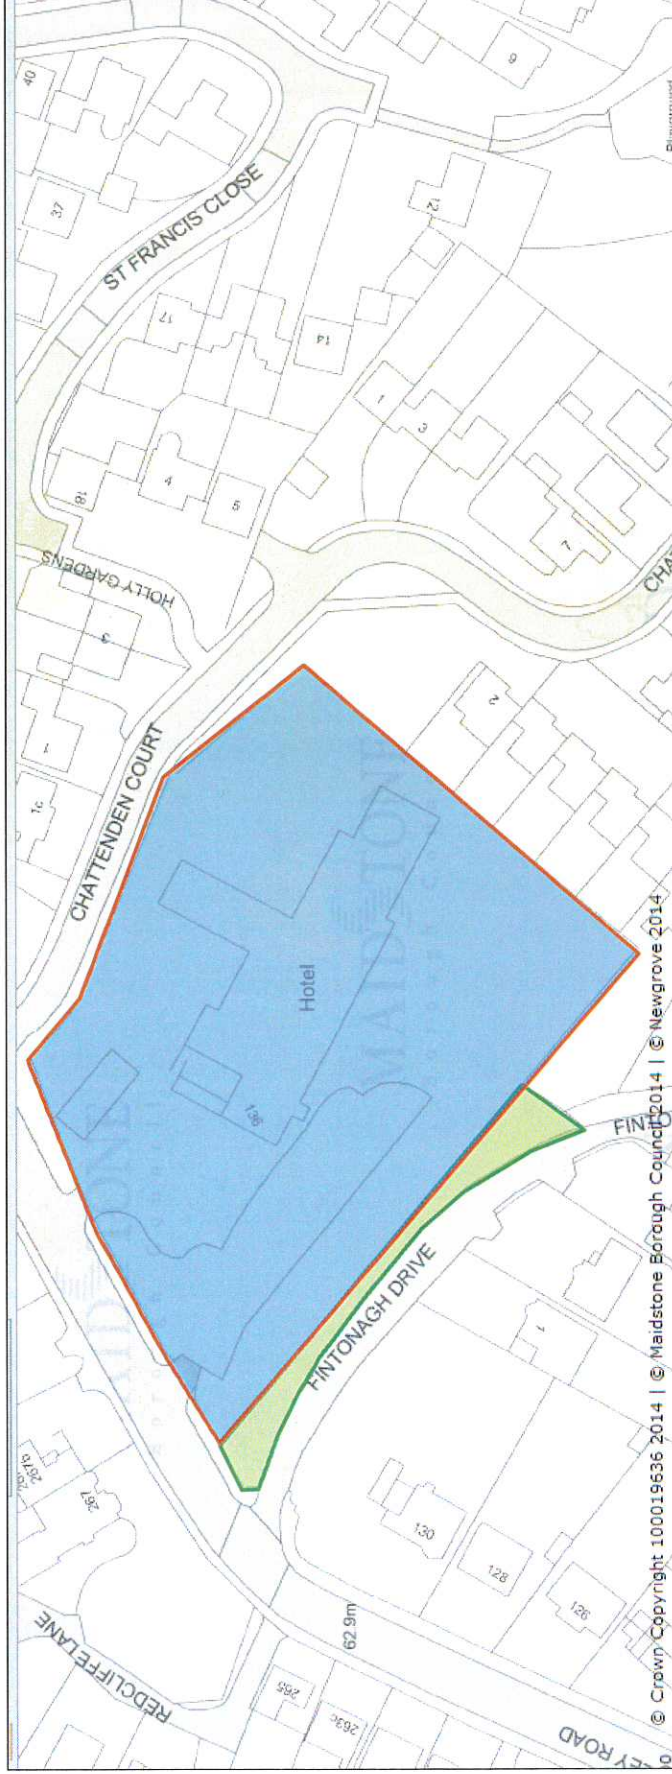 40
37
ST FRANCIS CLOSE
9
12
17
14
18
4
5
1
3
7
HOLLY GARDENS
3
1
1c
CHATTENDEN COURT
2
Hotel
136
MAIDSTONE
FINTONAGH DRIVE
1
267b
267
REDCLIFFE LANE
130
128
126
62.9m
265
263c
Playground
© Crown Copyright 100019636 2014 | © Maidstone Borough Council 2014 | © Newgrove 2014